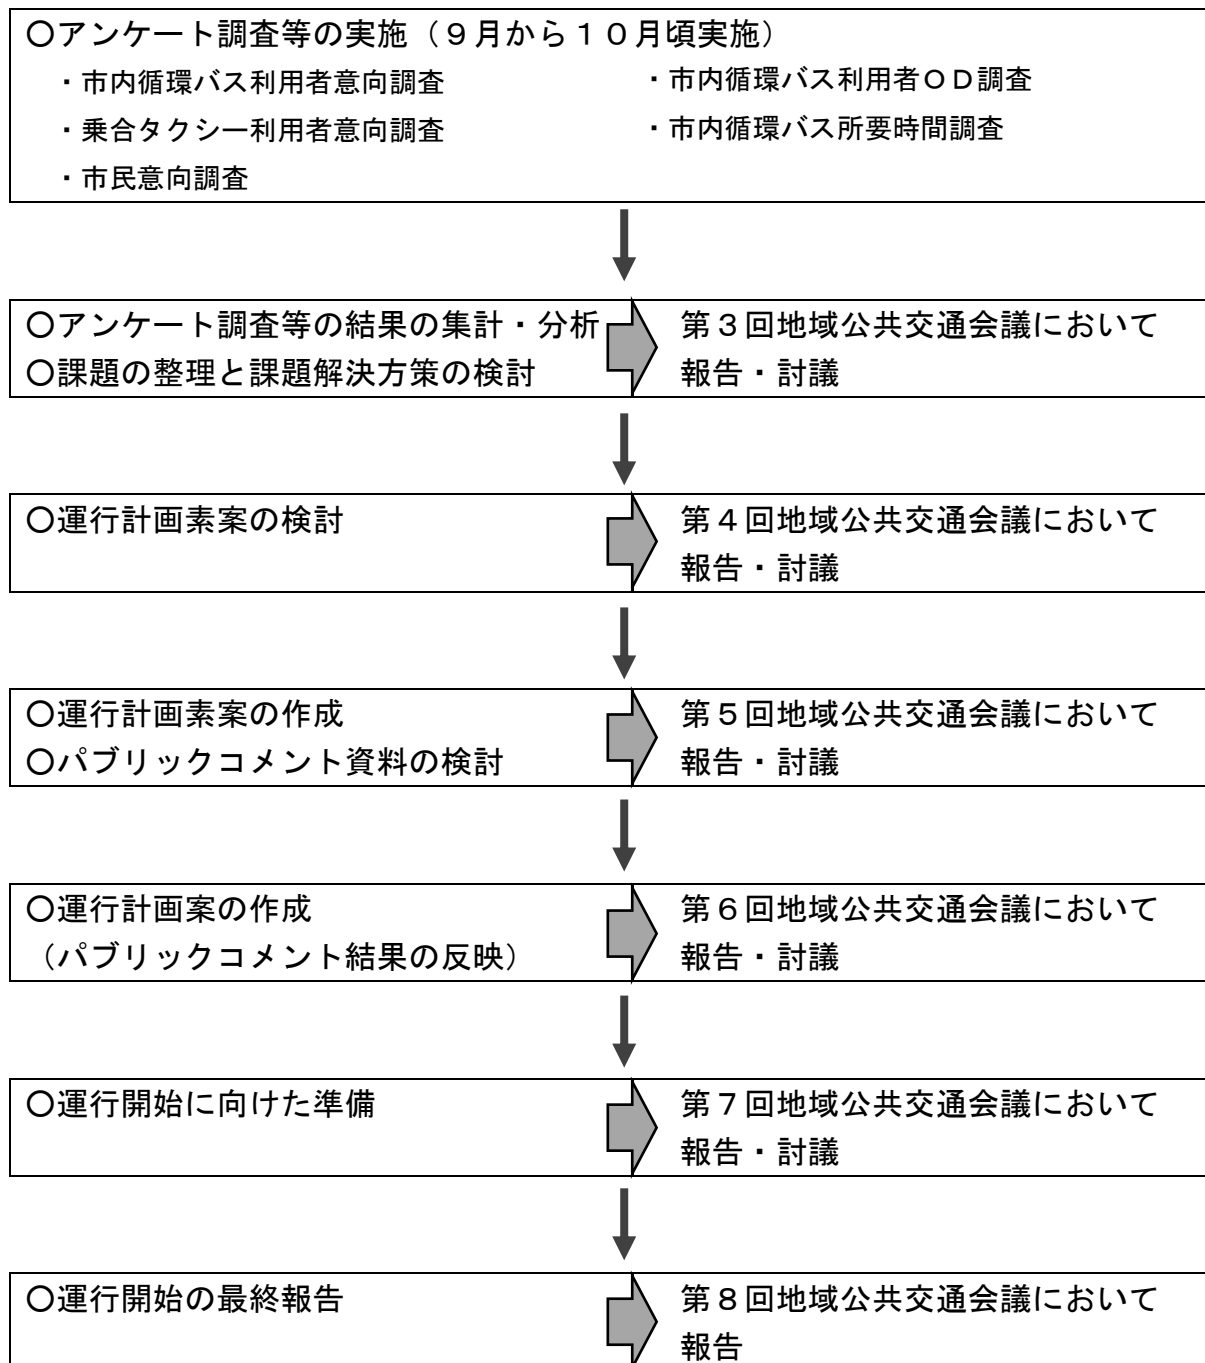 〇アンケート調査等の実施（９月から１０月頃実施）
・市内循環バス利用者意向調査
・市内循環バス利用者ＯＤ調査
・乗合タクシー利用者意向調査
・市内循環バス所要時間調査
・市民意向調査
〇アンケート調査等の結果の集計・分析
〇課題の整理と課題解決方策の検討
第３回地域公共交通会議において
報告・討議
〇運行計画素案の検討
第４回地域公共交通会議において
報告・討議
〇運行計画素案の作成
〇パブリックコメント資料の検討
第５回地域公共交通会議において
報告・討議
〇運行計画案の作成
（パブリックコメント結果の反映）
第６回地域公共交通会議において
報告・討議
〇運行開始に向けた準備
第７回地域公共交通会議において
報告・討議
〇運行開始の最終報告
第８回地域公共交通会議において
報告